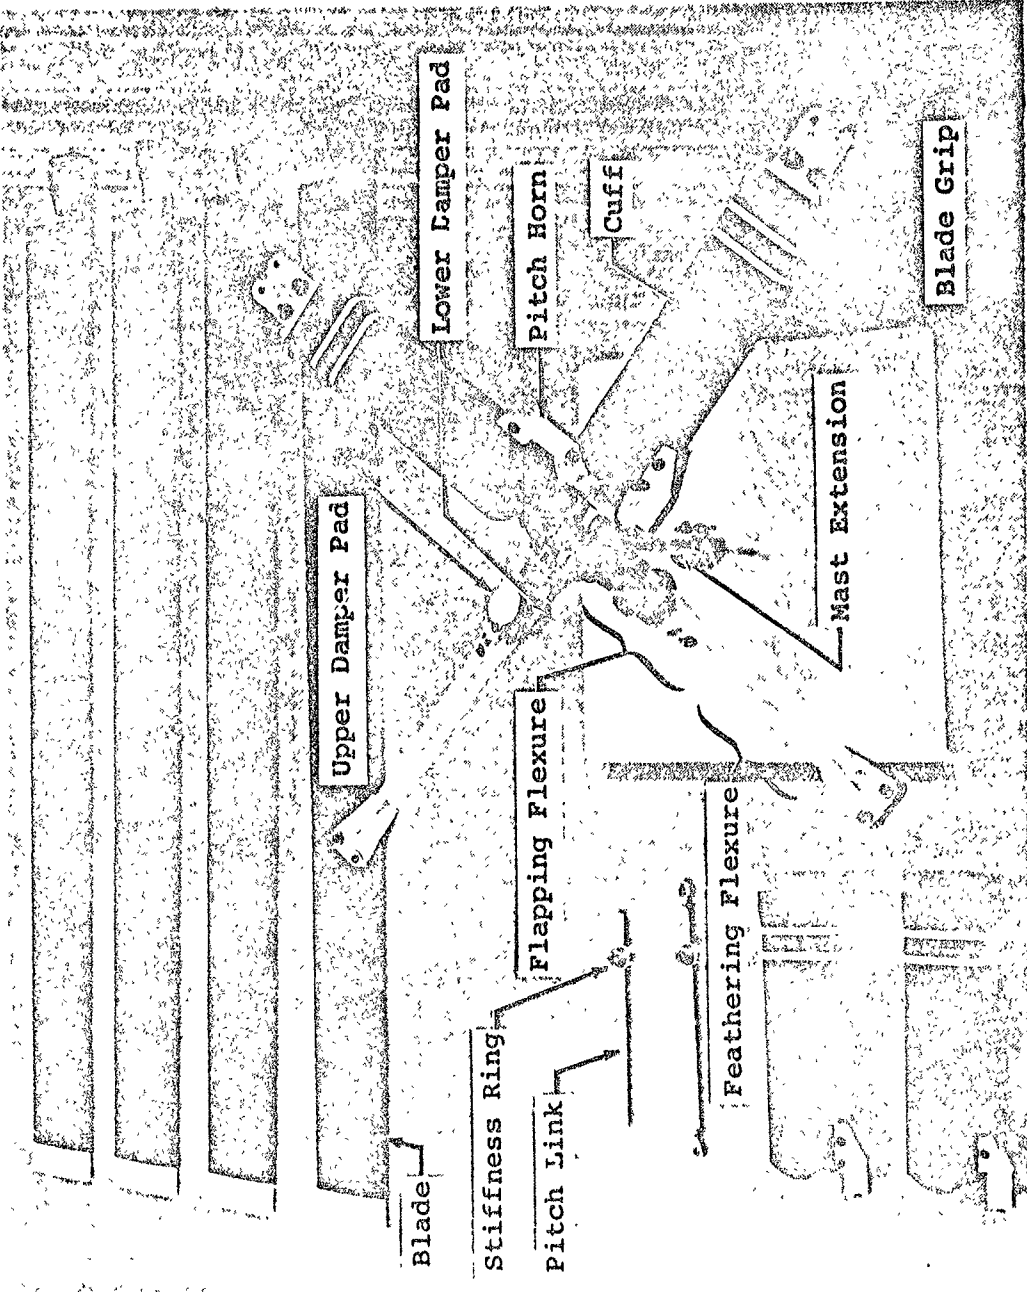 Blade
Stiffness Ring
Pitch Link
Flapping Flexure
Feathering Flexure
Upper Damper Pad
Mast Extension
Lower Damper Pad
Pitch Horn
Cuff
Blade Grip